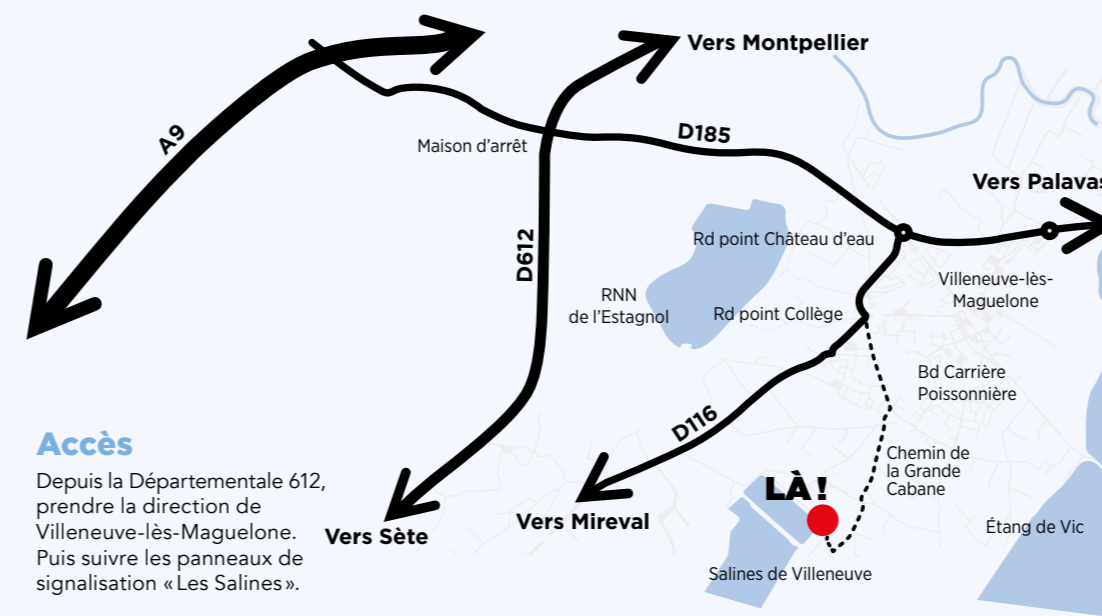 Vers Montpellier
A9
D185
Maison d’arrêt
Vers Palavas
Rd point Château d’eau
D612
Villeneuve-lès-
Maguelone
RNN
de l’Estagnol
Rd point Collège
Bd Carrière
Poissonnière
D116
Accès
Depuis la Départementale 612,
prendre la direction de
Villeneuve-lès-Maguelone.
Puis suivre les panneaux de
signalisation «Les Salines».
Chemin de
la Grande
Cabane
LÀ!
Vers Sète
Vers Mireval
Étang de Vic
Salines de Villeneuve